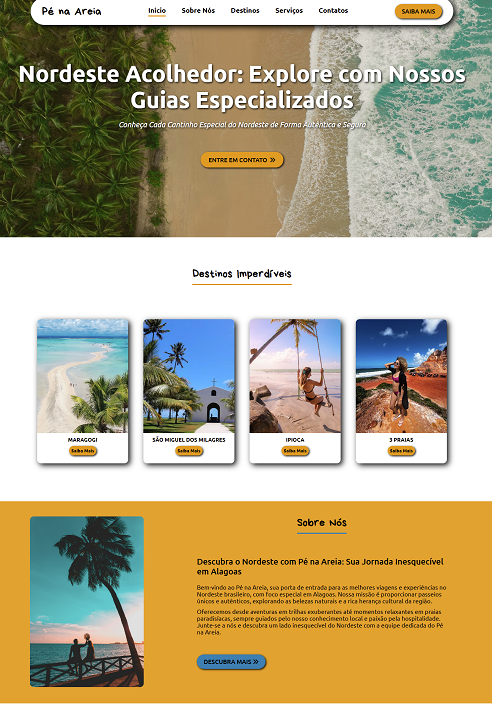 Pé na Areia
Início Sobre Nós Destinos Serviços Contatos
SAIBA MAIS
Nordeste Acolhedor: Explore com Nossos
Guias Especializados
Conheça Cada Cantinho Especial do Nordeste de Forma Autêntica e Segura
ENTRE EM CONTATO »
Destinos Imperdíveis
MARAGOGI
Saiba Mais
SÃO MIGUEL DOS MILAGRES
Saiba Mais
IPIOCA
Saiba Mais
3 PRAIAS
Saiba Mais
Sobre Nós
Descubra o Nordeste com Pé na Areia: Sua Jornada Inesquecível
em Alagoas
Bem-vindo ao Pé na Areia, sua porta de entrada para as melhores viagens e experiências no
Nordeste brasileiro, com foco especial em Alagoas. Nossa missão é proporcionar passeios
únicos e autênticos, explorando as belezas naturais e a rica herança cultural da região.
Oferecemos desde aventuras em trilhas exuberantes até momentos relaxantes em praias
paradisíacas, sempre guiados pelo nosso conhecimento local e paixão pela hospitalidade.
Junte-se a nós e descubra um lado inesquecível do Nordeste com a equipe dedicada do Pé
na Areia.
DESCUBRA MAIS »